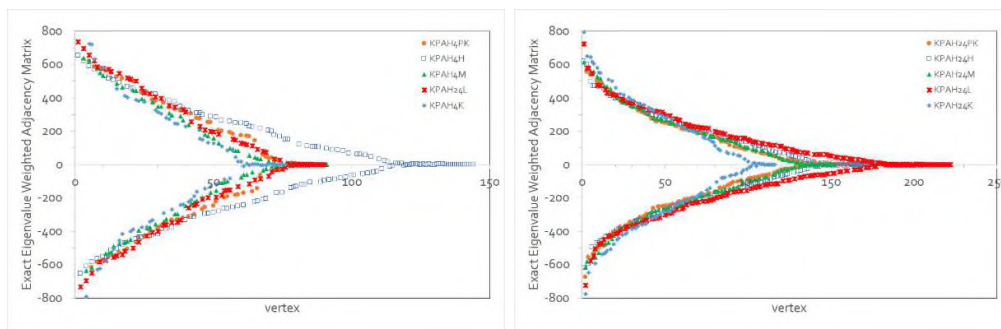 Exact Eigenvalue Weighted Adjacency Matrix
800
600
400
200
0
-200
-400
-600
-800
0
50
100
150
vertex
KPAH4PK
KPAH4H
KPAH4M
KPAH24L
KPAH4K
Exact Eigenvalue Weighted Adjacency Matrix
800
600
400
200
0
-200
-400
-600
-800
0
50
100
150
200
250
vertex
KPAH24PK
KPAH24H
KPAH24M
KPAH24L
KPAH24K